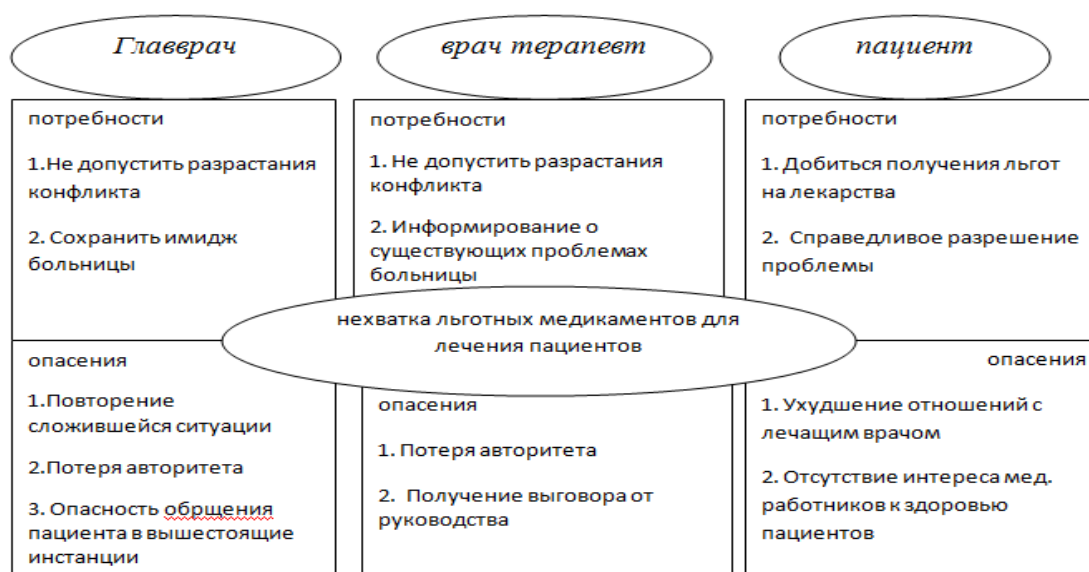 Главврач
врач терапевт
пациент
потребности
1.Не допустить разрастания
конфликта
2. Сохранить имидж
больницы
потребности
1. Не допустить разрастания
конфликта
2. Информирование о
существующих проблемах
больницы
потребности
1. Добиться получения льгот
на лекарства
2. Справедливое разрешение
проблемы
нехватка льготных медикаментов для
лечения пациентов
опасения
1.Повторение
сложившейся ситуации
2.Потеря авторитета
3. Опасность обрщения
пациента в вышестоящие
инстанции
опасения
1. Потеря авторитета
2. Получение выговора от
руководства
опасения
1. Ухудшение отношений с
лечащим врачом
2. Отсутствие интереса мед.
работников к здоровью
пациентов